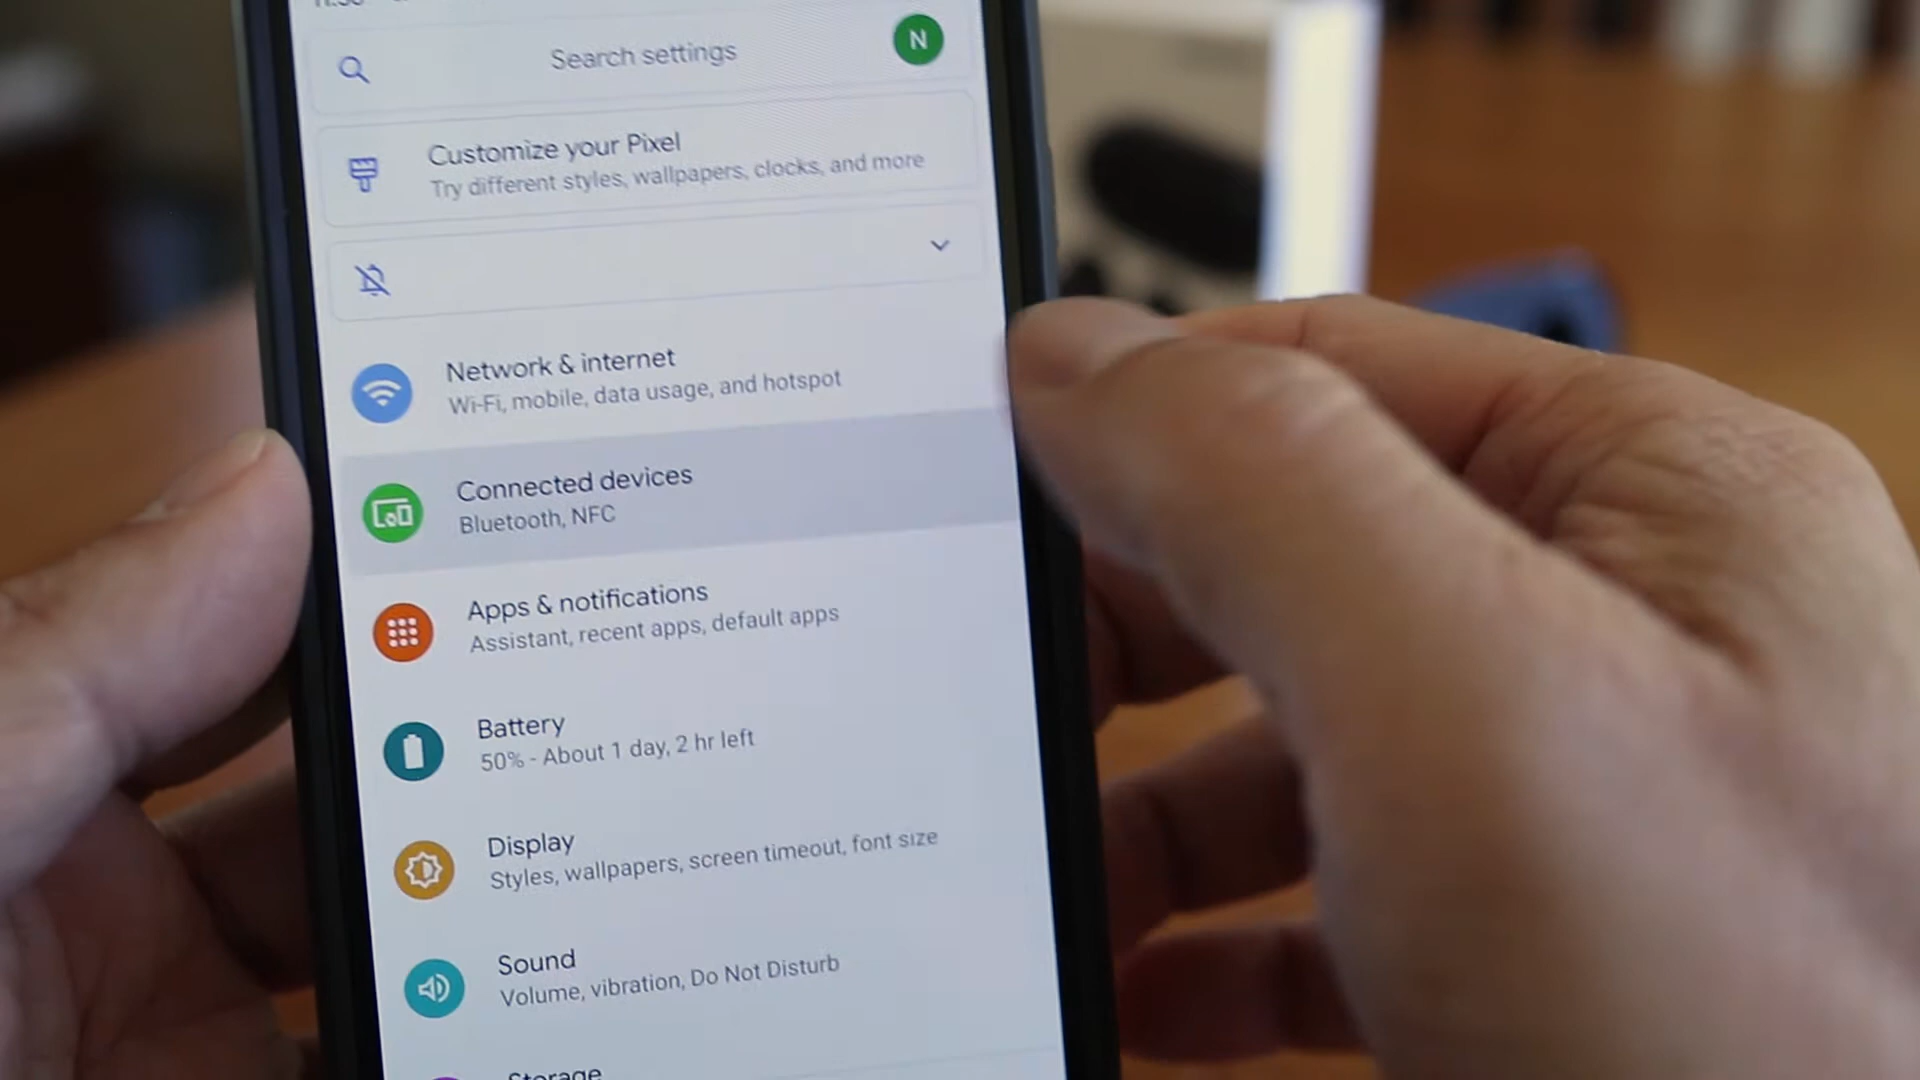 Search settings
N
Customize your Pixel
Try different styles, wallpapers, clocks, and more
Network & internet
Wi-Fi, mobile, data usage, and hotspot
Connected devices
Bluetooth, NFC
Apps & notifications
Assistant, recent apps, default apps
Battery
50% - About 1 day, 2 hr left
Display
Styles, wallpapers, screen timeout, font size
Sound
Volume, vibration, Do Not Disturb
Storage